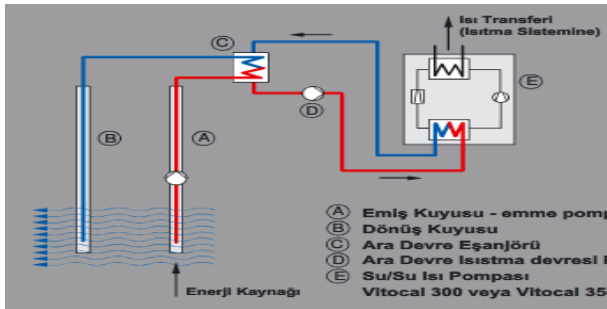 Isı Transferi
(Isıtma Sistemine)
C
E
D
B
A
A Emiş Kuyusu - emme pomp
B Dönüş Kuyusu
C Ara Devre Eşanjörü
D Ara Devre Isıstma devresi
E Su/Su Isı Pompası
Enerji Kaynağı
Vitocal 300 veya Vitocal 35